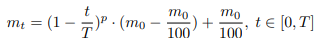 m_t = (1 − t/T)^p · (m_0 − m_0/100) + m_0/100, t ∈ [0, T]